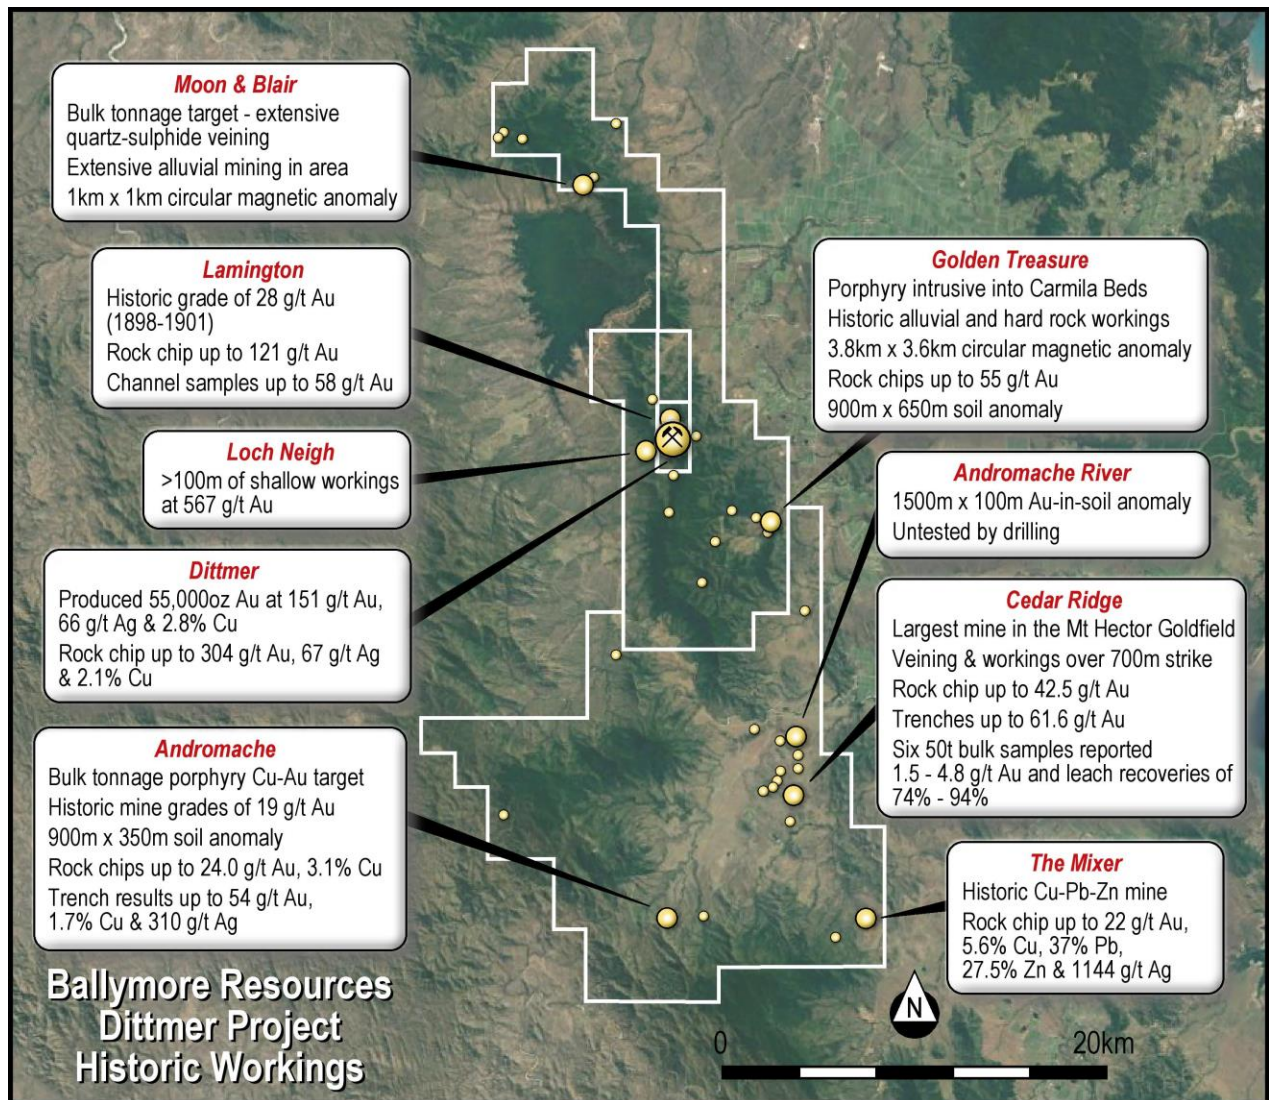 Moon & Blair
Bulk tonnage target - extensive
quartz-sulphide veining
Extensive alluvial mining in area
1km x 1km circular magnetic anomaly
Lamington
Historic grade of 28 g/t Au
(1898-1901)
Rock chip up to 121 g/t Au
Channel samples up to 58 g/t Au
Loch Neigh
>100m of shallow workings
at 567 g/t Au
Dittmer
Produced 55,000oz Au at 151 g/t Au,
66 g/t Ag & 2.8% Cu
Rock chip up to 304 g/t Au, 67 g/t Ag
& 2.1% Cu
Andromache
Bulk tonnage porphyry Cu-Au target
Historic mine grades of 19 g/t Au
900m x 350m soil anomaly
Rock chips up to 24.0 g/t Au, 3.1% Cu
Trench results up to 54 g/t Au,
1.7% Cu & 310 g/t Ag
Golden Treasure
Porphyry intrusive into Carmila Beds
Historic alluvial and hard rock workings
3.8km x 3.6km circular magnetic anomaly
Rock chips up to 55 g/t Au
900m x 650m soil anomaly
Andromache River
1500m x 100m Au-in-soil anomaly
Untested by drilling
Cedar Ridge
Largest mine in the Mt Hector Goldfield
Veining & workings over 700m strike
Rock chip up to 42.5 g/t Au
Trenches up to 61.6 g/t Au
Six 50t bulk samples reported
1.5 - 4.8 g/t Au and leach recoveries of
74% - 94%
The Mixer
Historic Cu-Pb-Zn mine
Rock chip up to 22 g/t Au,
5.6% Cu, 37% Pb,
27.5% Zn & 1144 g/t Ag
Ballymore Resources
Dittmer Project
Historic Workings
N
0 20km